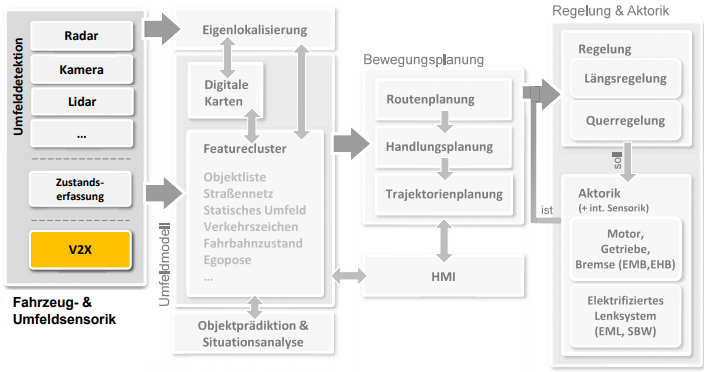 Umfelddetektion
Radar
Kamera
Lidar
...
Zustands-
erfassung
V2X
Fahrzeug- &
Umfeldsensorik
Eigenlokalisierung
Umfeldmodell
Digitale
Karten
Featurecluster
Objektliste
Straßennetz
Statisches Umfeld
Verkehrszeichen
Fahrbahnzustand
Egopose
...
Objektprädiktion &
Situationsanalyse
Bewegungsplanung
Routenplanung
Handlungsplanung
Trajektorienplanung
HMI
Regelung & Aktorik
Regelung
Längsregelung
Querregelung
soll
ist
Aktorik
(+ int. Sensorik)
Motor,
Getriebe,
Bremse (EMB,EHB)
Elektrifiziertes
Lenksystem
(EML, SBW)